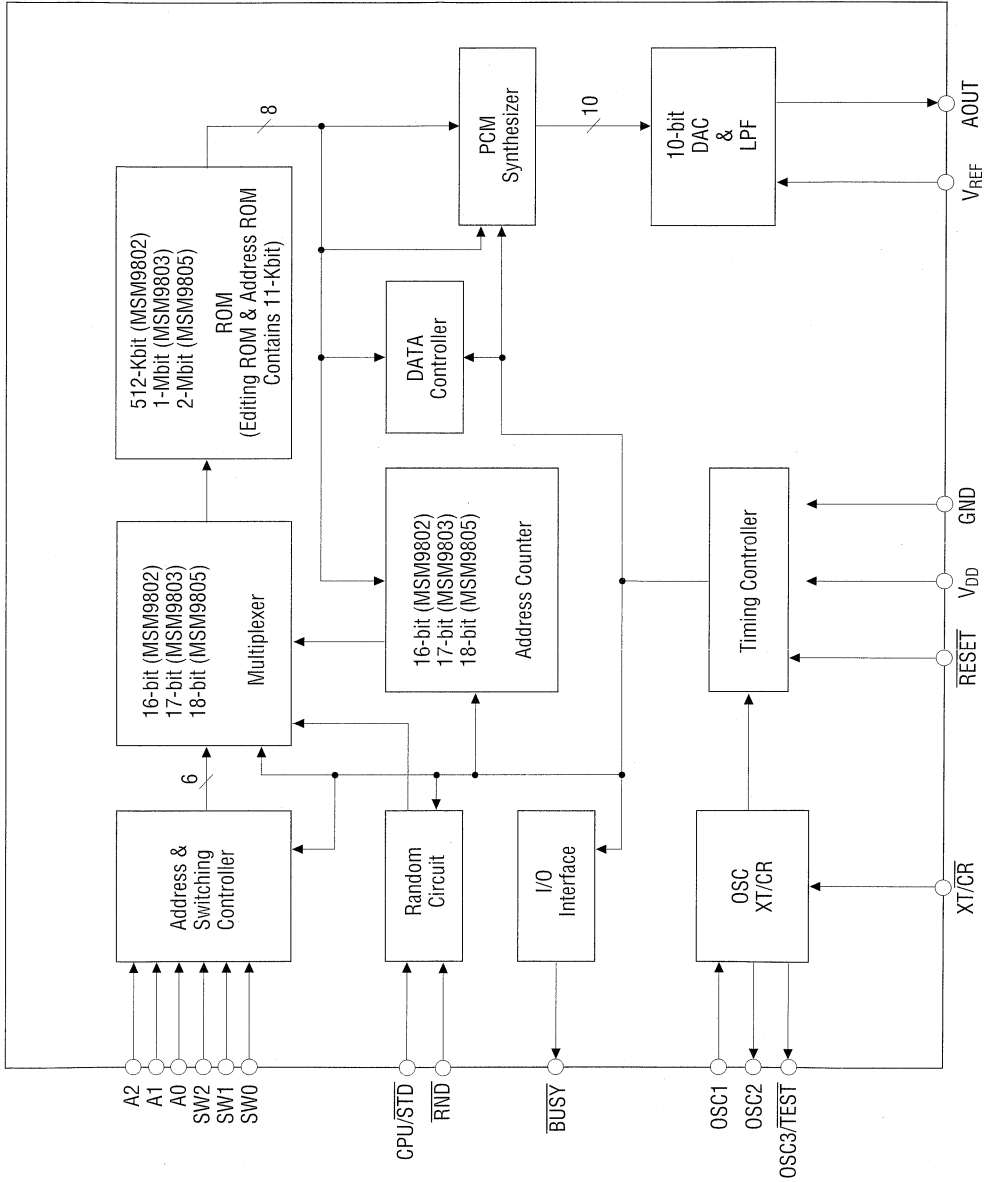 A2
A1
A0
SW2
SW1
SW0
Address &
Switching
Controller
6
16-bit (MSM9802)
17-bit (MSM9803)
18-bit (MSM9805)
Multiplexer
512-Kbit (MSM9802)
1-Mbit (MSM9803)
2-Mbit (MSM9805)
ROM
(Editing ROM & Address ROM
Contains 11-Kbit)
8
CPU/STD
RND
Random
Circuit
16-bit (MSM9802)
17-bit (MSM9803)
18-bit (MSM9805)
Address Counter
DATA
Controller
PCM
Synthesizer
10
BUSY
I/O
Interface
10-bit
DAC
&
LPF
OSC1
OSC2
OSC3/TEST
OSC
XT/CR
Timing Controller
XT/CR
RESET
VDD
GND
VREF
AOUT